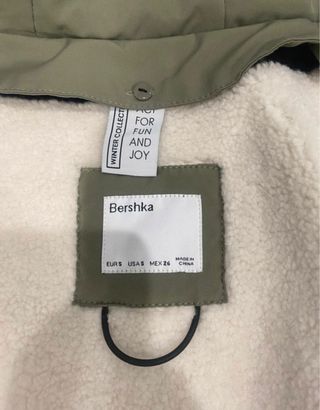 WINTER COLLECT
FOR
FUN
AND
JOY
Bershka
EUR S USA S MEX 26 MADE IN
CHINA